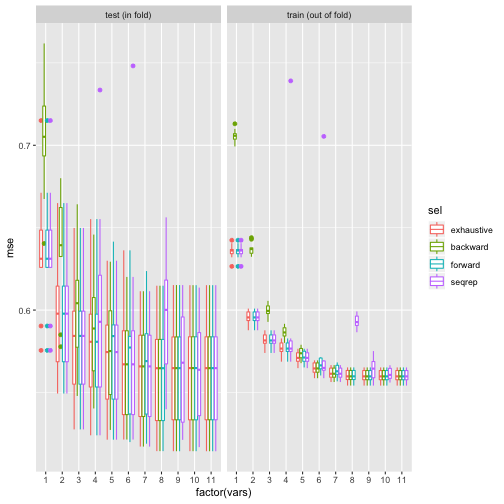 test (in fold) train (out of fold)
mse
0.7
0.6
1 2 3 4 5 6 7 8 9 10 11 1 2 3 4 5 6 7 8 9 10 11
factor(vars)
sel
exhaustive
backward
forward
seqrep